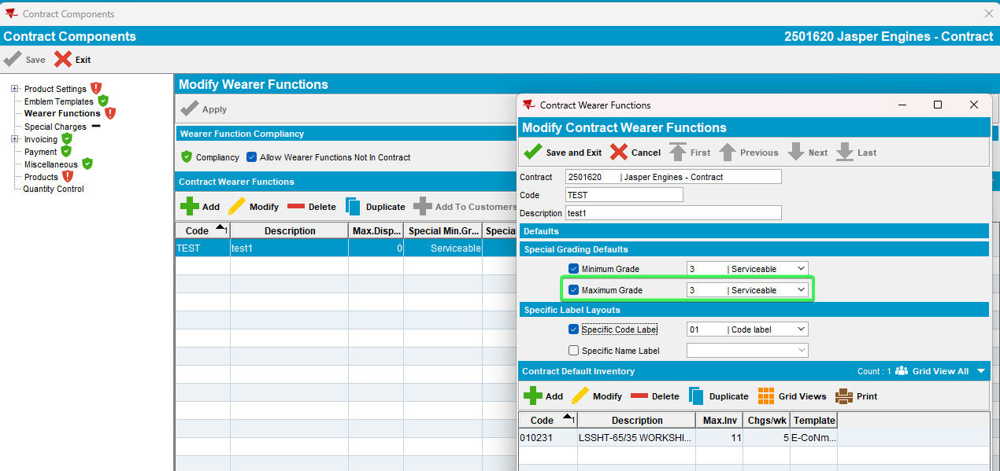 Contract Components
Contract Components
2501620 Jasper Engines - Contract
Save Exit
Product Settings
Emblem Templates
Wearer Functions
Special Charges
Invoicing
Payment
Miscellaneous
Products
Quantity Control
Modify Wearer Functions
Apply
Wearer Function Compliancy
Compliancy Allow Wearer Functions Not In Contract
Contract Wearer Functions
Add Modify Delete Duplicate Add To Customers
Code 1 Description Max.Disp... Special Min.Gr... Special
TEST test1 0 Serviceable
Contract Wearer Functions
Modify Contract Wearer Functions
Save and Exit Cancel First Previous Next Last
Contract 2501620 | Jasper Engines - Contract
Code TEST
Description test1
Defaults
Special Grading Defaults
Minimum Grade 3 | Serviceable
Maximum Grade 3 | Serviceable
Specific Label Layouts
Specific Code Label 01 | Code label
Specific Name Label
Contract Default Inventory Count : 1 Grid View All
Add Modify Delete Duplicate Grid Views Print
Code 1 Description Max.Inv Chgs/wk Template
010231 LSSHT-65/35 WORKSHI... 11 5 E-CoNm...